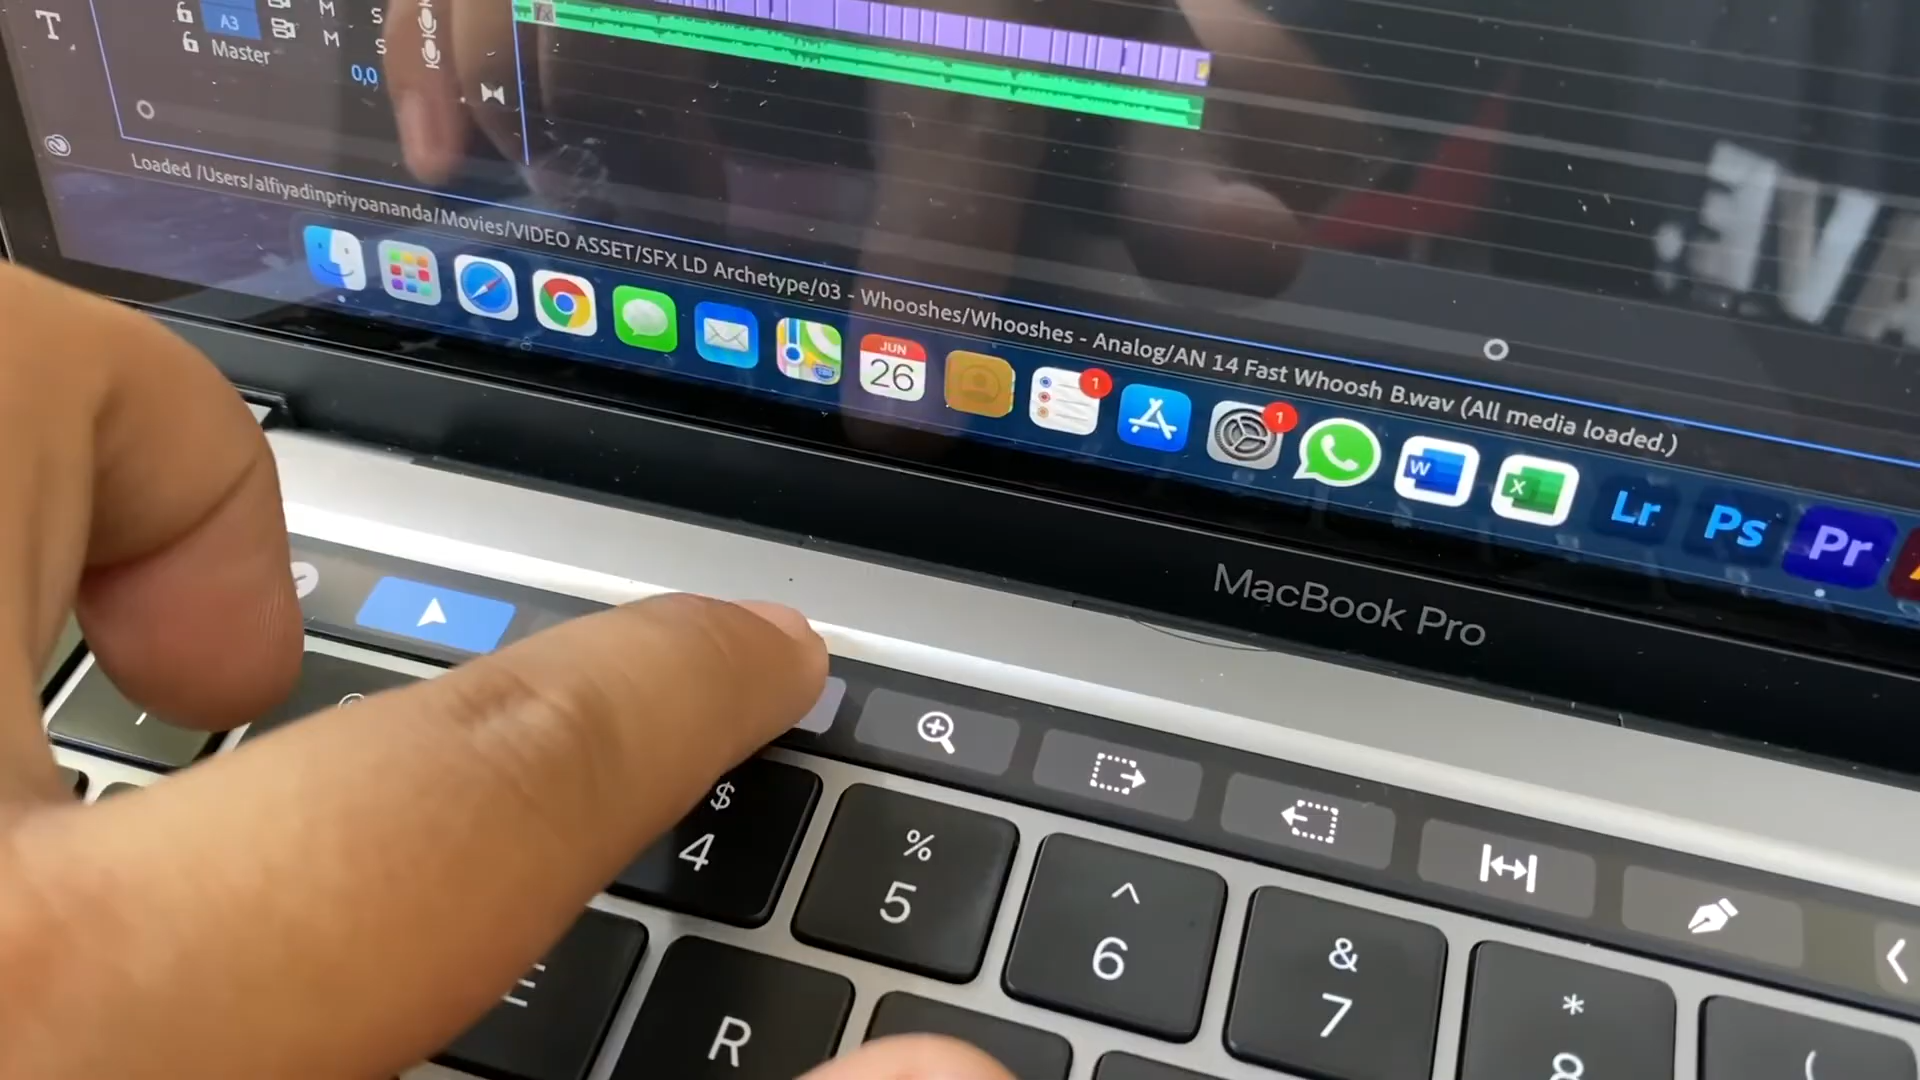 T
A3
M
S
M
S
Master
0,0
fx
Loaded /Users/alfiyadinpriyoananda/Movies/VIDEO ASSET/SFX LD Archetype/03 - Whooshes/Whooshes - Analog/AN 14 Fast Whoosh B.wav (All media loaded.)
JUN
26
1
1
W
X
Lr
Ps
Pr
MacBook Pro
$
4
%
5
^
6
&
7
*
8
(
E
R